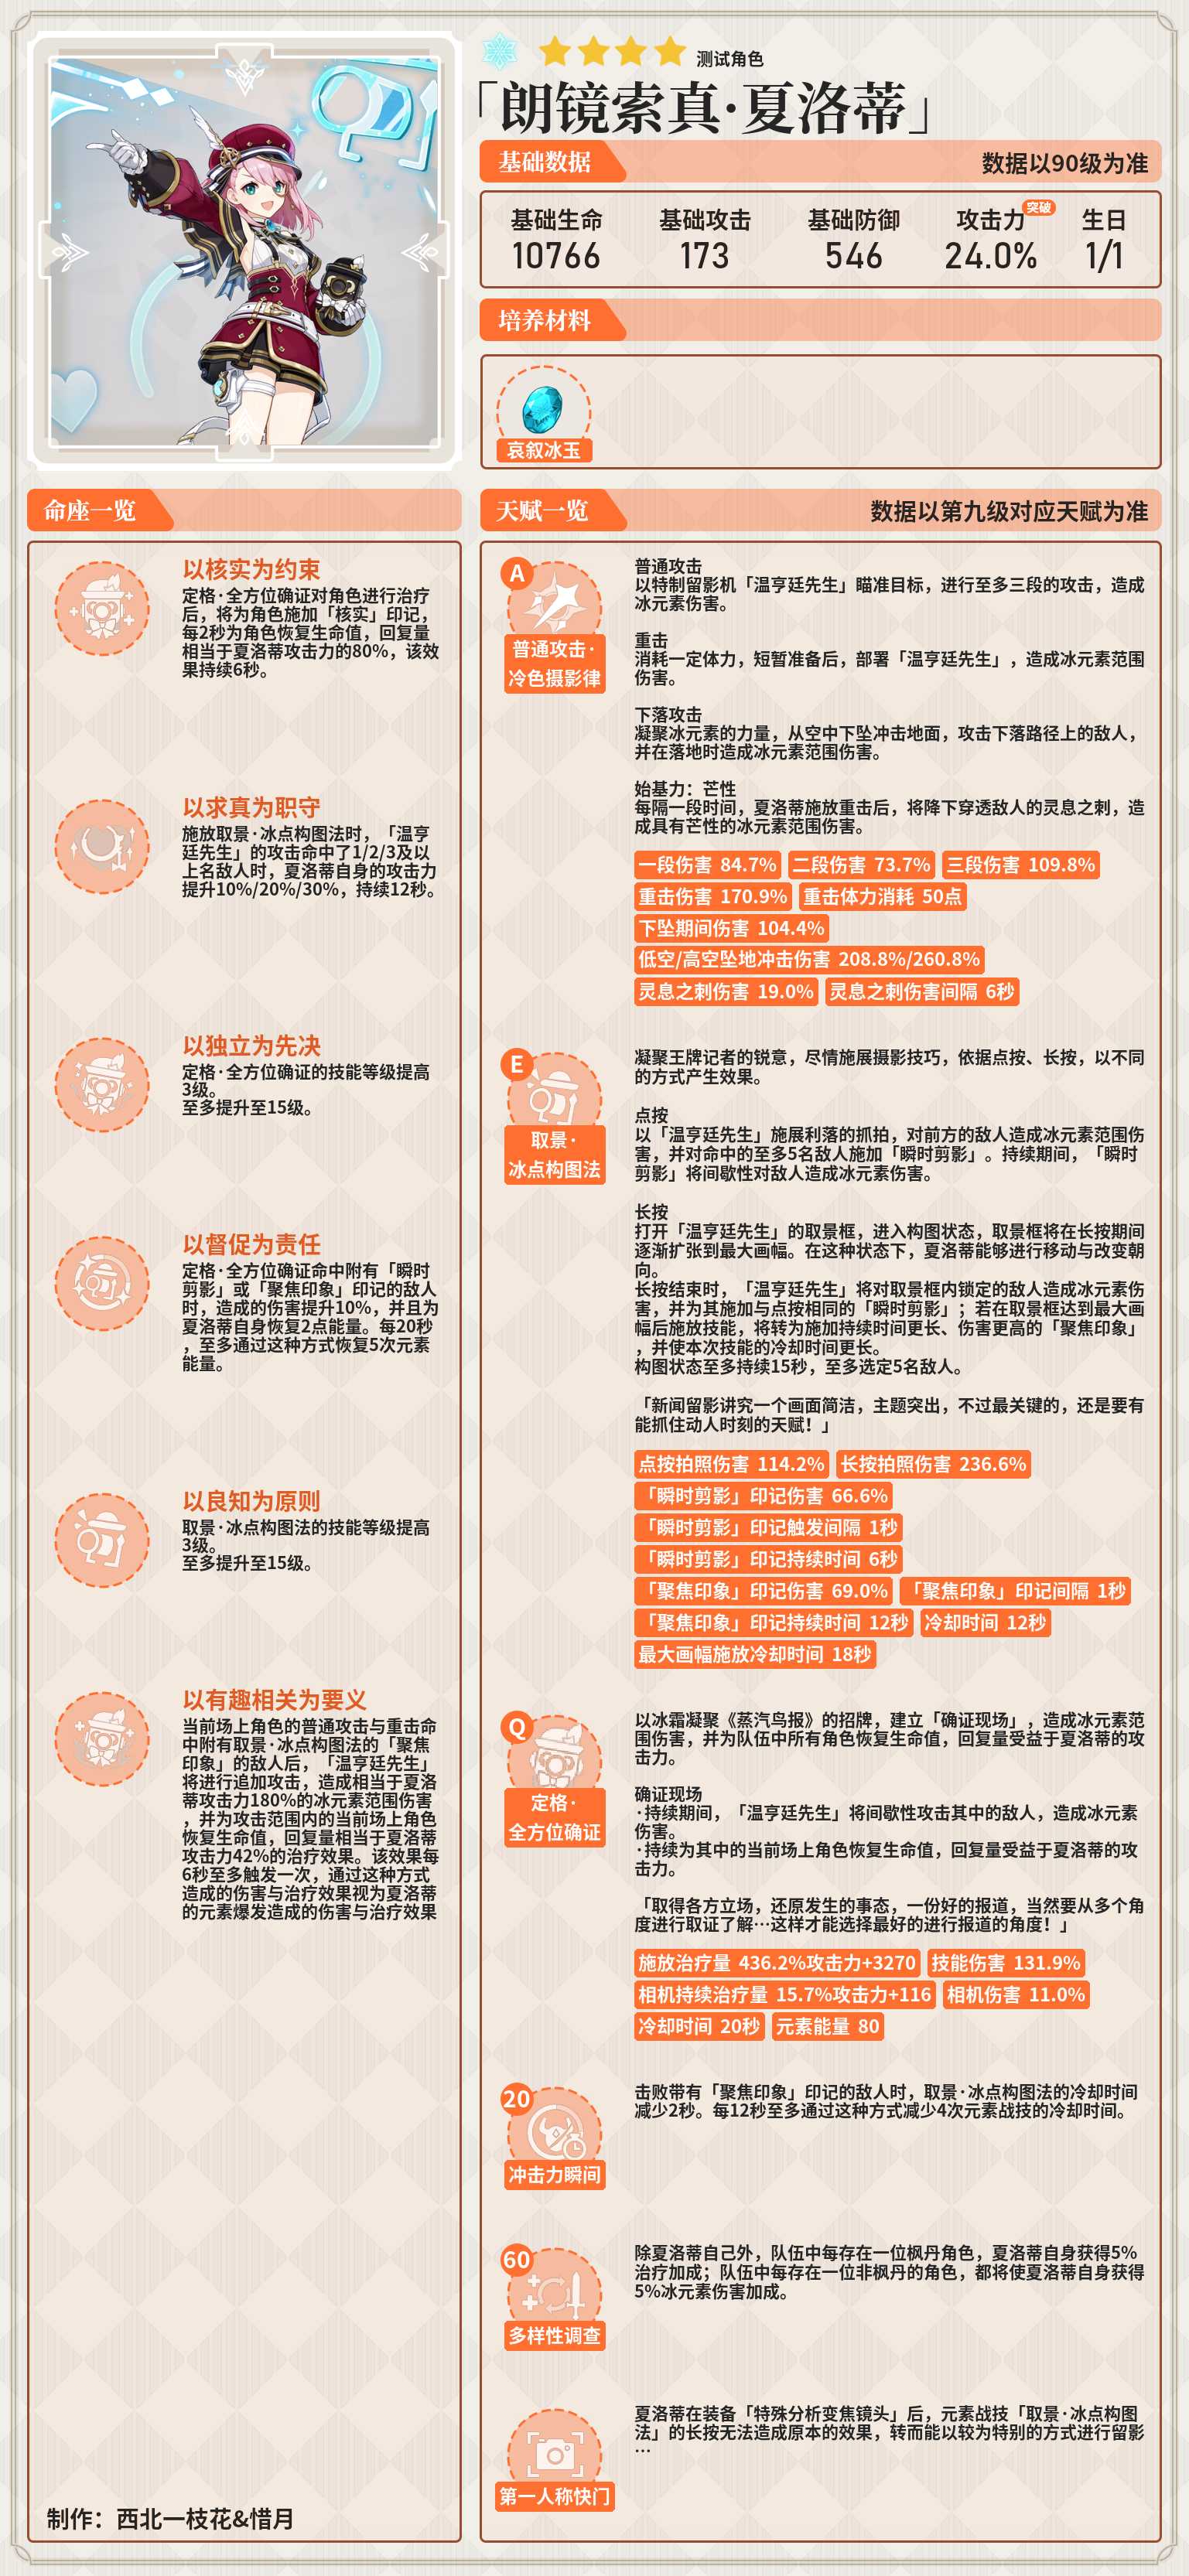 测试角色
「朗镜索真·夏洛蒂」
基础数据
数据以90级为准
基础生命
基础攻击
基础防御
攻击力
突破
生日
10766
173
546
24.0%
1/1
培养材料
哀叙冰玉
命座一览
以核实为约束
定格·全方位确证对角色进行治疗
后，将为角色施加「核实」印记，
每2秒为角色恢复生命值，回复量
相当于夏洛蒂攻击力的80%，该效
果持续6秒。
以求真为职守
施放取景·冰点构图法时，「温亨
廷先生」的攻击命中了1/2/3及以
上名敌人时，夏洛蒂自身的攻击力
提升10%/20%/30%，持续12秒。
以独立为先决
定格·全方位确证的技能等级提高
3级。
至多提升至15级。
以督促为责任
定格·全方位确证命中附有「瞬时
剪影」或「聚焦印象」印记的敌人
时，造成的伤害提升10%，并且为
夏洛蒂自身恢复2点能量。每20秒
，至多通过这种方式恢复5次元素
能量。
以良知为原则
取景·冰点构图法的技能等级提高
3级。
至多提升至15级。
以有趣相关为要义
当前场上角色的普通攻击与重击命
中附有取景·冰点构图法的「聚焦
印象」的敌人后，「温亨廷先生」
将进行追加攻击，造成相当于夏洛
蒂攻击力180%的冰元素范围伤害
，并为攻击范围内的当前场上角色
恢复生命值，回复量相当于夏洛蒂
攻击力42%的治疗效果。该效果每
6秒至多触发一次，通过这种方式
造成的伤害与治疗效果视为夏洛蒂
的元素爆发造成的伤害与治疗效果
制作：西北一枝花&惜月
天赋一览
数据以第九级对应天赋为准
A
普通攻击·
冷色摄影律
普通攻击
以特制留影机「温亨廷先生」瞄准目标，进行至多三段的攻击，造成
冰元素伤害。
重击
消耗一定体力，短暂准备后，部署「温亨廷先生」，造成冰元素范围
伤害。
下落攻击
凝聚冰元素的力量，从空中下坠冲击地面，攻击下落路径上的敌人，
并在落地时造成冰元素范围伤害。
始基力：芒性
每隔一段时间，夏洛蒂施放重击后，将降下穿透敌人的灵息之刺，造
成具有芒性的冰元素范围伤害。
一段伤害 84.7% 二段伤害 73.7% 三段伤害 109.8%
重击伤害 170.9% 重击体力消耗 50点
下坠期间伤害 104.4%
低空/高空坠地冲击伤害 208.8%/260.8%
灵息之刺伤害 19.0% 灵息之刺伤害间隔 6秒
E
取景·
冰点构图法
凝聚王牌记者的锐意，尽情施展摄影技巧，依据点按、长按，以不同
的方式产生效果。
点按
以「温亨廷先生」施展利落的抓拍，对前方的敌人造成冰元素范围伤
害，并对命中的至多5名敌人施加「瞬时剪影」。持续期间，「瞬时
剪影」将间歇性对敌人造成冰元素伤害。
长按
打开「温亨廷先生」的取景框，进入构图状态，取景框将在长按期间
逐渐扩张到最大画幅。在这种状态下，夏洛蒂能够进行移动与改变朝
向。
长按结束时，「温亨廷先生」将对取景框内锁定的敌人造成冰元素伤
害，并为其施加与点按相同的「瞬时剪影」；若在取景框达到最大画
幅后施放技能，将转为施加持续时间更长、伤害更高的「聚焦印象」
，并使本次技能的冷却时间更长。
构图状态至多持续15秒，至多选定5名敌人。
「新闻留影讲究一个画面简洁，主题突出，不过最关键的，还是要有
能抓住动人时刻的天赋！」
点按拍照伤害 114.2% 长按拍照伤害 236.6%
「瞬时剪影」印记伤害 66.6%
「瞬时剪影」印记触发间隔 1秒
「瞬时剪影」印记持续时间 6秒
「聚焦印象」印记伤害 69.0% 「聚焦印象」印记间隔 1秒
「聚焦印象」印记持续时间 12秒 冷却时间 12秒
最大画幅施放冷却时间 18秒
Q
定格·
全方位确证
以冰霜凝聚《蒸汽鸟报》的招牌，建立「确证现场」，造成冰元素范
围伤害，并为队伍中所有角色恢复生命值，回复量受益于夏洛蒂的攻
击力。
确证现场
·持续期间，「温亨廷先生」将间歇性攻击其中的敌人，造成冰元素
伤害。
·持续为其中的当前场上角色恢复生命值，回复量受益于夏洛蒂的攻
击力。
「取得各方立场，还原发生的事态，一份好的报道，当然要从多个角
度进行取证了解…这样才能选择最好的进行报道的角度！」
施放治疗量 436.2%攻击力+3270 技能伤害 131.9%
相机持续治疗量 15.7%攻击力+116 相机伤害 11.0%
冷却时间 20秒 元素能量 80
20
冲击力瞬间
击败带有「聚焦印象」印记的敌人时，取景·冰点构图法的冷却时间
减少2秒。每12秒至多通过这种方式减少4次元素战技的冷却时间。
60
多样性调查
除夏洛蒂自己外，队伍中每存在一位枫丹角色，夏洛蒂自身获得5%
治疗加成；队伍中每存在一位非枫丹的角色，都将使夏洛蒂自身获得
5%冰元素伤害加成。
第一人称快门
夏洛蒂在装备「特殊分析变焦镜头」后，元素战技「取景·冰点构图
法」的长按无法造成原本的效果，转而能以较为特别的方式进行留影
…